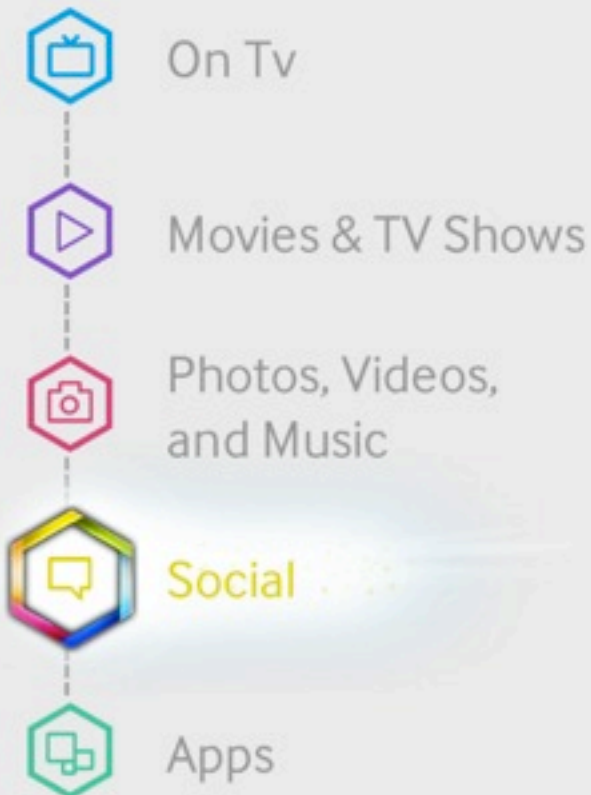 On Tv
Movies & TV Shows
Photos, Videos,
and Music
Social
Apps